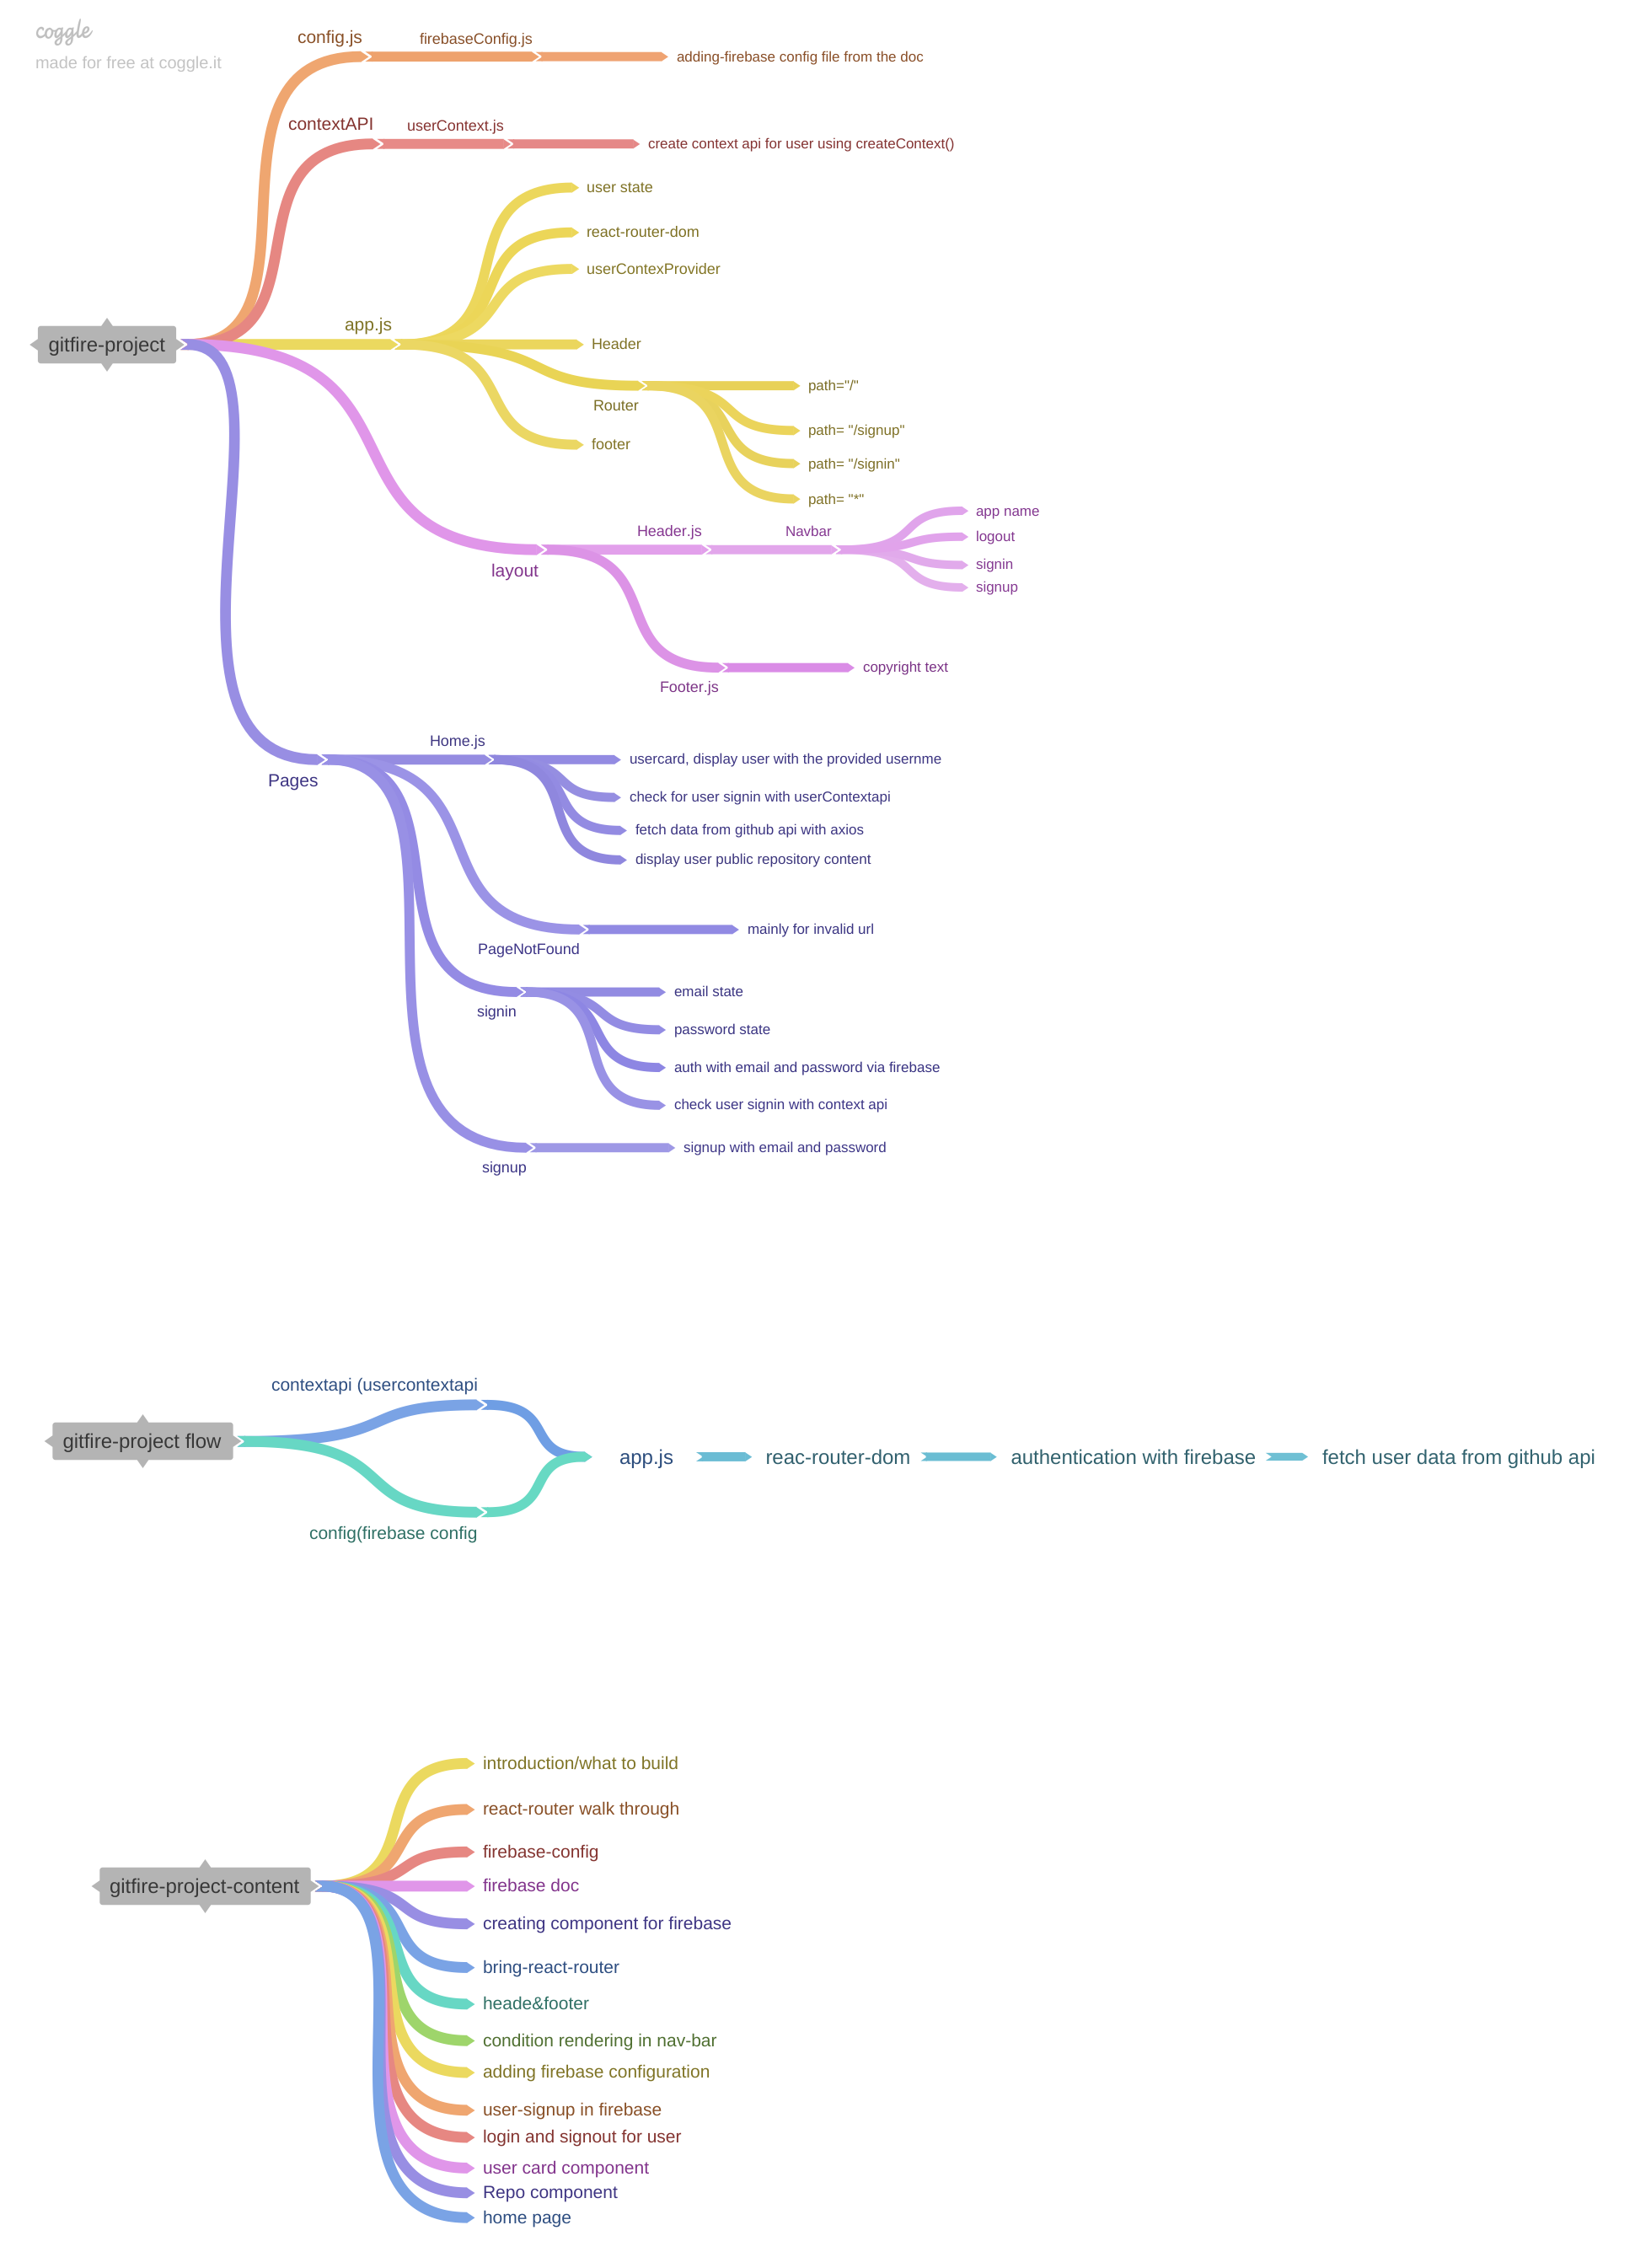 coggle
made for free at coggle.it
config.js
firebaseConfig.js
adding-firebase config file from the doc
contextAPI
userContext.js
create context api for user using createContext()
user state
react-router-dom
userContexProvider
app.js
gitfire-project
Header
path="/"
Router
path= "/signup"
footer
path= "/signin"
path= "*"
app name
Header.js
Navbar
logout
signin
layout
signup
copyright text
Footer.js
Home.js
usercard, display user with the provided usernme
Pages
check for user signin with userContextapi
fetch data from github api with axios
display user public repository content
mainly for invalid url
PageNotFound
email state
signin
password state
auth with email and password via firebase
check user signin with context api
signup with email and password
signup
contextapi (usercontextapi
gitfire-project flow
app.js
reac-router-dom
authentication with firebase
fetch user data from github api
config(firebase config
introduction/what to build
react-router walk through
firebase-config
gitfire-project-content
firebase doc
creating component for firebase
bring-react-router
heade&footer
condition rendering in nav-bar
adding firebase configuration
user-signup in firebase
login and signout for user
user card component
Repo component
home page